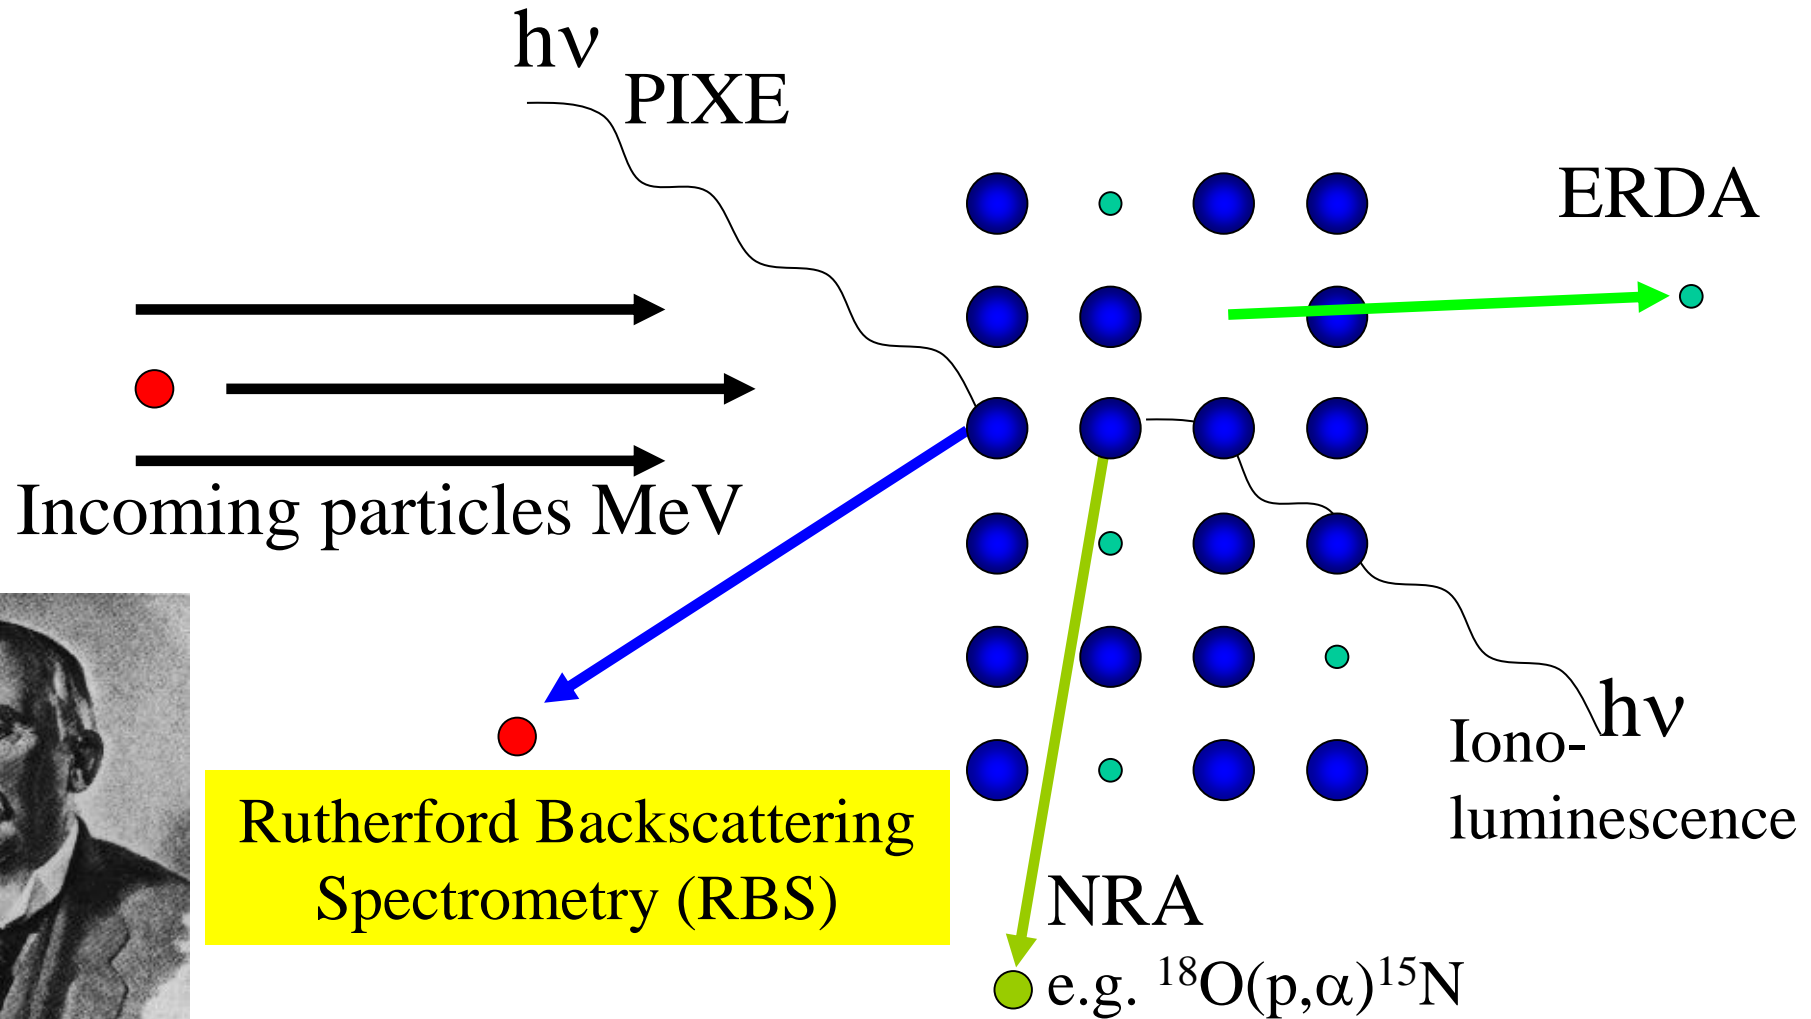 hν
PIXE
ERDA
Incoming particles MeV
hν
Iono-
luminescence
Rutherford Backscattering
Spectrometry (RBS)
NRA
e.g. ¹⁸O(p,α)¹⁵N